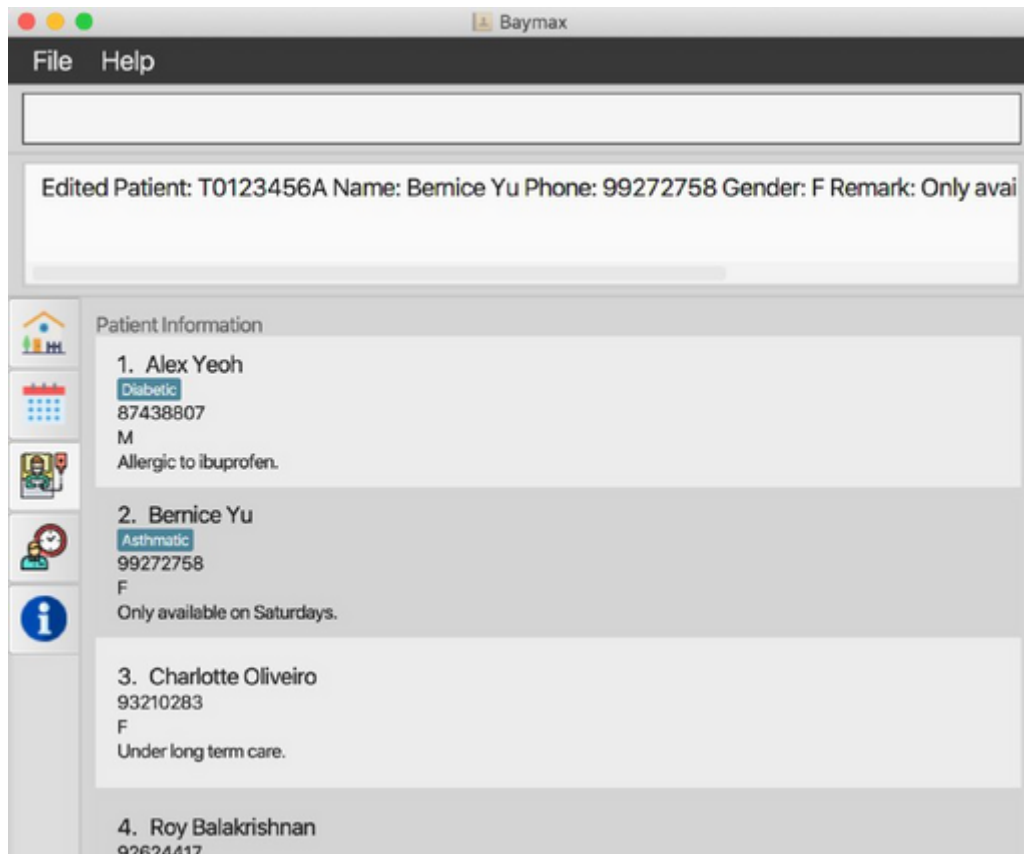 Baymax
File Help
Edited Patient: T0123456A Name: Bernice Yu Phone: 99272758 Gender: F Remark: Only avai
Patient Information
1. Alex Yeoh
Diabetic
87438807
M
Allergic to ibuprofen.
2. Bernice Yu
Asthmatic
99272758
F
Only available on Saturdays.
3. Charlotte Oliveiro
93210283
F
Under long term care.
4. Roy Balakrishnan
92624417